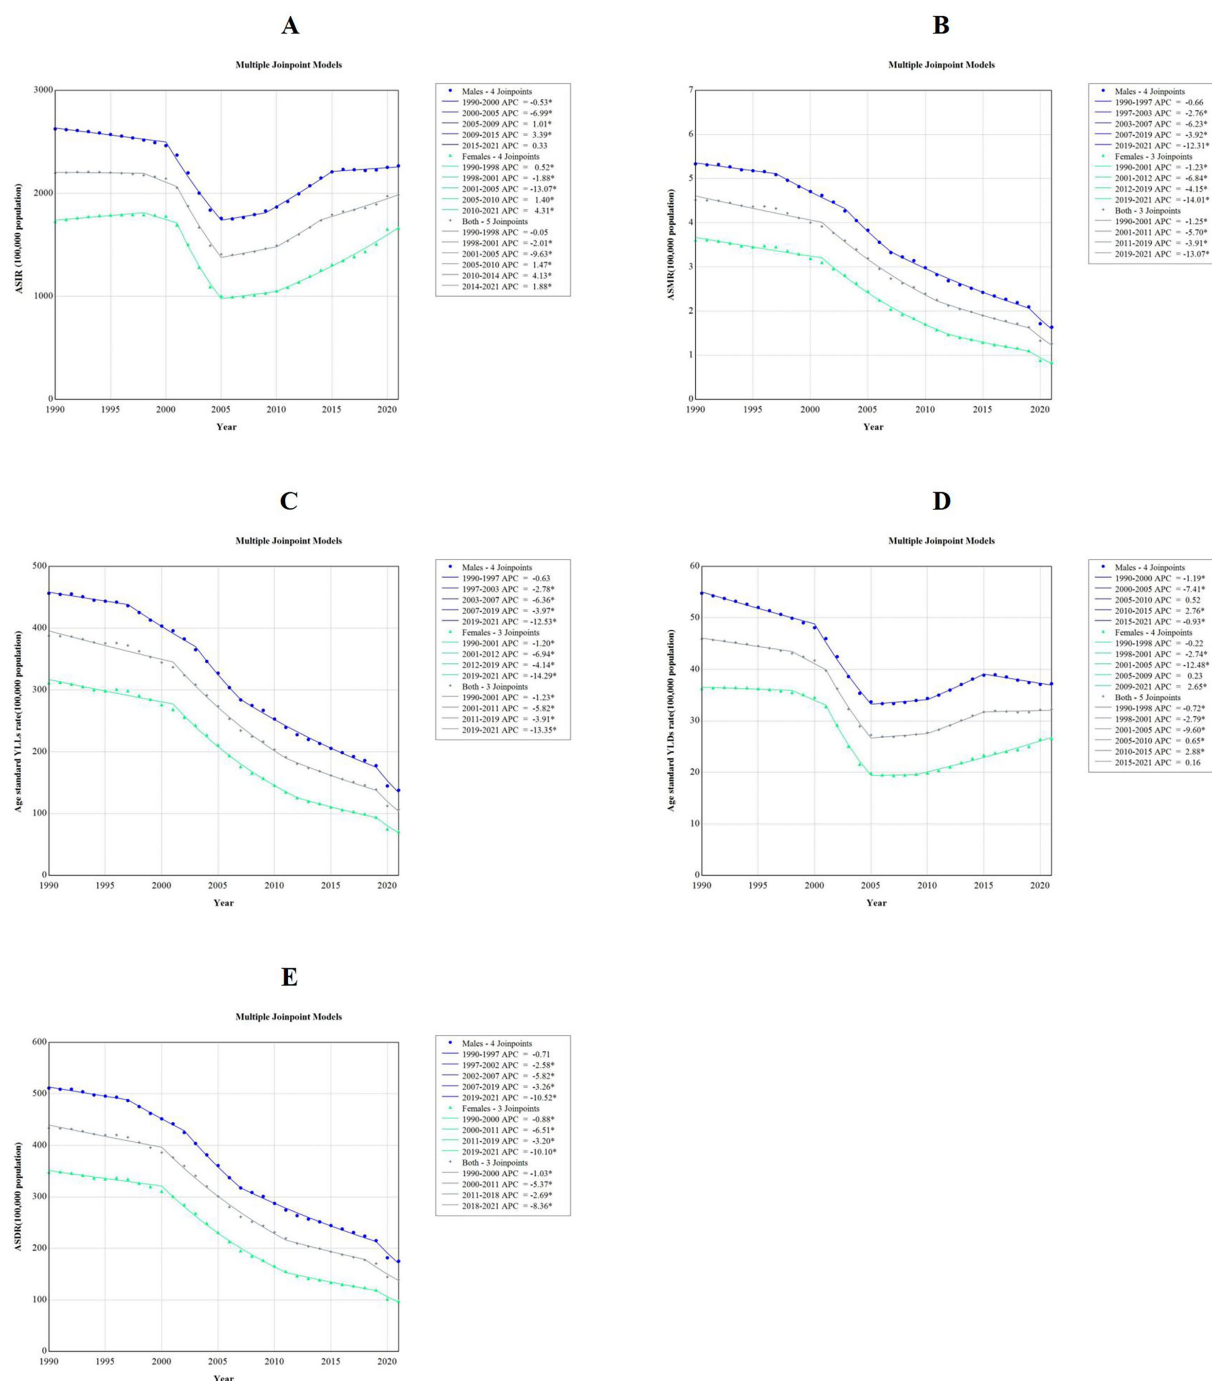 A
Multiple Joinpoint Models
ASIR (100,000 population)
3000
2000
1000
0
1990
1995
2000
2005
2010
2015
2020
Year
Males - 4 Joinpoints
1990-2000 APC = -0.53*
2000-2005 APC = -6.99*
2005-2009 APC = 1.01*
2009-2015 APC = 3.39*
2015-2021 APC = 0.33
Females - 4 Joinpoints
1990-1998 APC = 0.52*
1998-2001 APC = -1.88*
2001-2005 APC = -13.07*
2005-2010 APC = 1.40*
2010-2021 APC = 4.31*
Both - 5 Joinpoints
1990-1998 APC = -0.05
1998-2001 APC = -2.01*
2001-2005 APC = -9.63*
2005-2010 APC = 1.47*
2010-2014 APC = 4.13*
2014-2021 APC = 1.88*
B
Multiple Joinpoint Models
ASMR(100,000 population)
7
6
5
4
3
2
1
0
1990
1995
2000
2005
2010
2015
2020
Year
Males - 4 Joinpoints
1990-1997 APC = -0.66
1997-2003 APC = -2.76*
2003-2007 APC = -6.23*
2007-2019 APC = -3.92*
2019-2021 APC = -12.31*
Females - 3 Joinpoints
1990-2001 APC = -1.23*
2001-2012 APC = -6.84*
2012-2019 APC = -4.15*
2019-2021 APC = -14.01*
Both - 3 Joinpoints
1990-2001 APC = -1.25*
2001-2011 APC = -5.70*
2011-2019 APC = -3.91*
2019-2021 APC = -13.07*
C
Multiple Joinpoint Models
Age standard YLLs rate(100,000 population)
500
400
300
200
100
0
1990
1995
2000
2005
2010
2015
2020
Year
Males - 4 Joinpoints
1990-1997 APC = -0.63
1997-2003 APC = -2.78*
2003-2007 APC = -6.36*
2007-2019 APC = -3.97*
2019-2021 APC = -12.53*
Females - 3 Joinpoints
1990-2001 APC = -1.20*
2001-2012 APC = -6.94*
2012-2019 APC = -4.14*
2019-2021 APC = -14.29*
Both - 3 Joinpoints
1990-2001 APC = -1.23*
2001-2011 APC = -5.82*
2011-2019 APC = -3.91*
2019-2021 APC = -13.35*
D
Multiple Joinpoint Models
Age standard YLDs rate(100,000 population)
60
50
40
30
20
10
0
1990
1995
2000
2005
2010
2015
2020
Year
Males - 4 Joinpoints
1990-2000 APC = -1.19*
2000-2005 APC = -7.41*
2005-2010 APC = 0.52
2010-2015 APC = 2.76*
2015-2021 APC = -0.93*
Females - 4 Joinpoints
1990-1998 APC = -0.22
1998-2001 APC = -2.74*
2001-2005 APC = -12.48*
2005-2009 APC = 0.23
2009-2021 APC = 2.65*
Both - 5 Joinpoints
1990-1998 APC = -0.72*
1998-2001 APC = -2.79*
2001-2005 APC = -9.60*
2005-2010 APC = 0.65*
2010-2015 APC = 2.88*
2015-2021 APC = 0.16
E
Multiple Joinpoint Models
ASDR(100,000 population)
600
500
400
300
200
100
0
1990
1995
2000
2005
2010
2015
2020
Year
Males - 4 Joinpoints
1990-1997 APC = -0.71
1997-2002 APC = -2.58*
2002-2007 APC = -5.82*
2007-2019 APC = -3.26*
2019-2021 APC = -10.52*
Females - 3 Joinpoints
1990-2000 APC = -0.88*
2000-2011 APC = -6.51*
2011-2019 APC = -3.20*
2019-2021 APC = -10.10*
Both - 3 Joinpoints
1990-2000 APC = -1.03*
2000-2011 APC = -5.37*
2011-2018 APC = -2.69*
2018-2021 APC = -8.36*